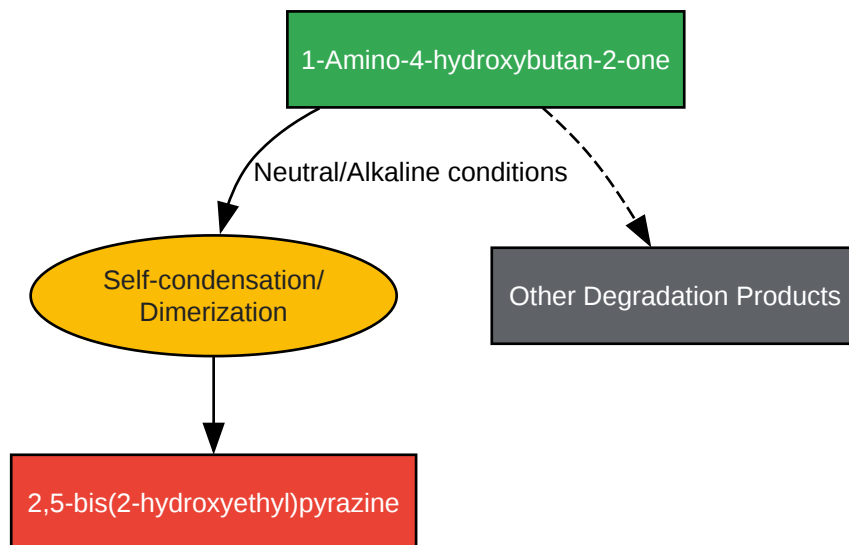 1-Amino-4-hydroxybutan-2-one
Neutral/Alkaline conditions
Self-condensation/
Dimerization
Other Degradation Products
2,5-bis(2-hydroxyethyl)pyrazine